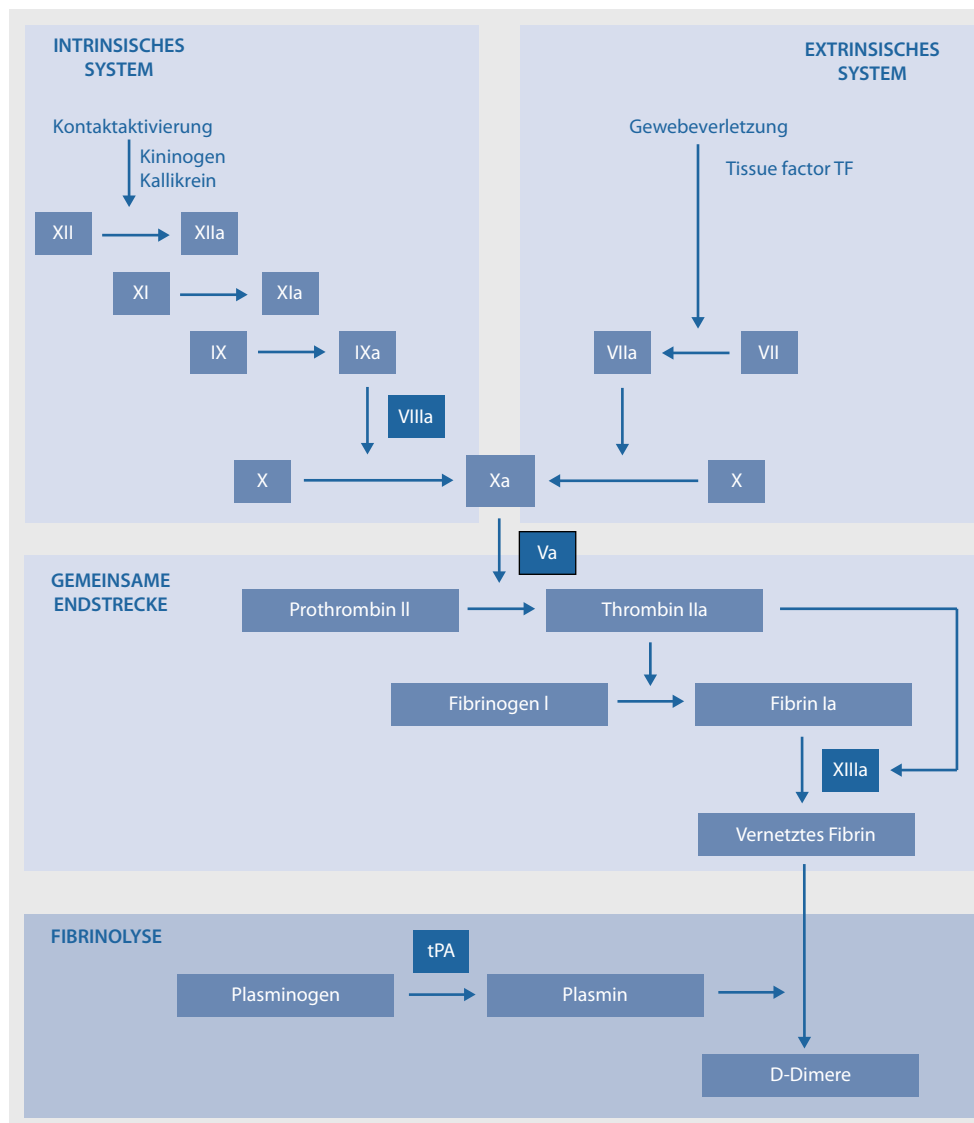 INTRINSISCHES
SYSTEM
EXTRINSISCHES
SYSTEM
Kontaktaktivierung
Kininogen
Kallikrein
Gewebeverletzung
Tissue factor TF
XII
XIIa
XI
XIa
IX
IXa
VIIa
VII
VIIIa
X
Xa
X
Va
GEMEINSAME
ENDSTRECKE
Prothrombin II
Thrombin IIa
Fibrinogen I
Fibrin Ia
XIIIa
Vernetztes Fibrin
FIBRINOLYSE
tPA
Plasminogen
Plasmin
D-Dimere